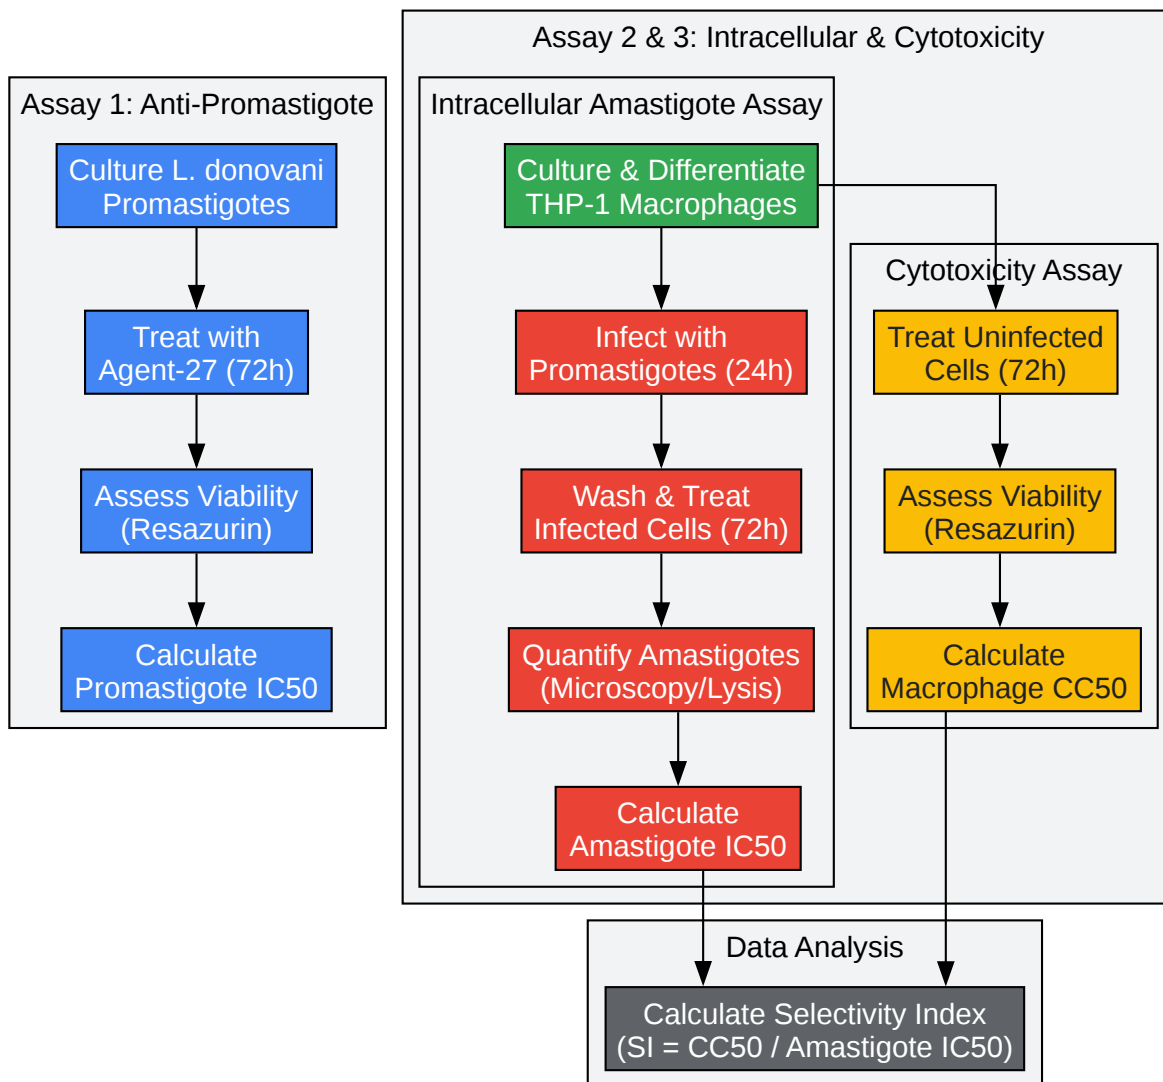 Assay 2 & 3: Intracellular & Cytotoxicity
Assay 1: Anti-Promastigote
Culture L. donovani
Promastigotes
Treat with
Agent-27 (72h)
Assess Viability
(Resazurin)
Calculate
Promastigote IC50
Intracellular Amastigote Assay
Culture & Differentiate
THP-1 Macrophages
Infect with
Promastigotes (24h)
Wash & Treat
Infected Cells (72h)
Quantify Amastigotes
(Microscopy/Lysis)
Calculate
Amastigote IC50
Cytotoxicity Assay
Treat Uninfected
Cells (72h)
Assess Viability
(Resazurin)
Calculate
Macrophage CC50
Data Analysis
Calculate Selectivity Index
(SI = CC50 / Amastigote IC50)